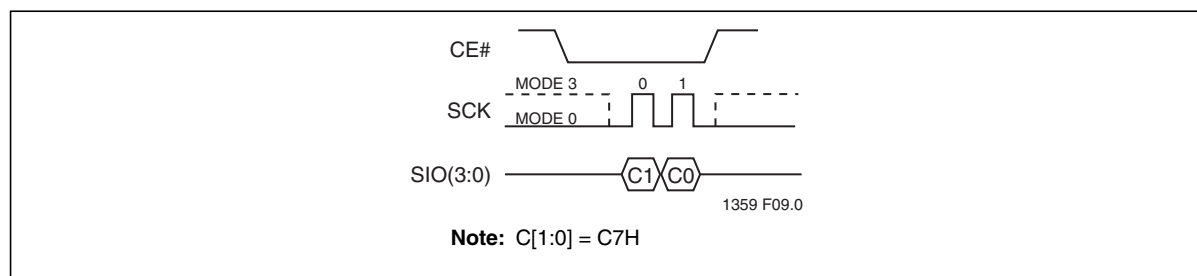 CE#
MODE 3
0 1
SCK
MODE 0
SIO(3:0)
C1 C0
1359 F09.0
Note: C[1:0] = C7H